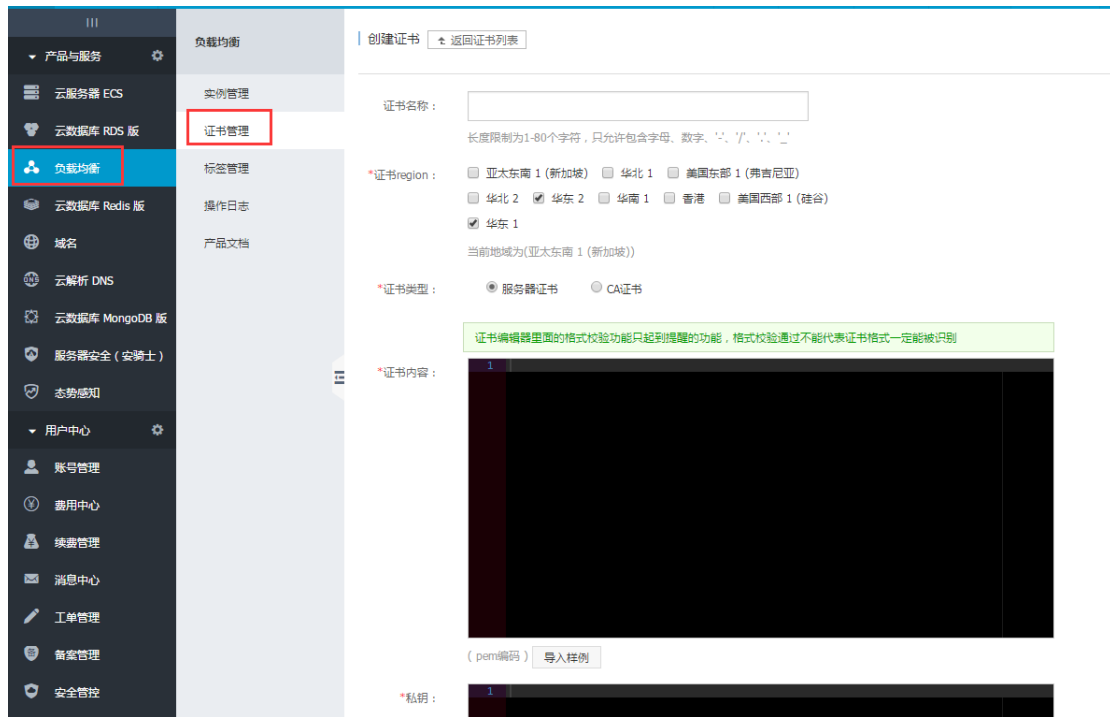 产品与服务
云服务器 ECS
云数据库 RDS 版
负载均衡
云数据库 Redis 版
域名
DNS 云解析 DNS
云数据库 MongoDB 版
服务器安全 ( 安骑士 )
态势感知
用户中心
账号管理
费用中心
续费管理
消息中心
工单管理
备案管理
安全管控
负载均衡
实例管理
证书管理
标签管理
操作日志
产品文档
创建证书 返回证书列表
证书名称：
长度限制为1-80个字符，只允许包含字母、数字、'-'、'/'、'.'、'_'
*证书region： 亚太东南 1 (新加坡) 华北 1 美国东部 1 (弗吉尼亚)
华北 2 华东 2 华南 1 香港 美国西部 1 (硅谷)
华东 1
当前地域为(亚太东南 1 (新加坡))
*证书类型： 服务器证书 CA证书
证书编辑器里面的格式校验功能只起到提醒的功能，格式校验通过不能代表证书格式一定能被识别
*证书内容： 1
( pem编码 ) 导入样例
*私钥： 1